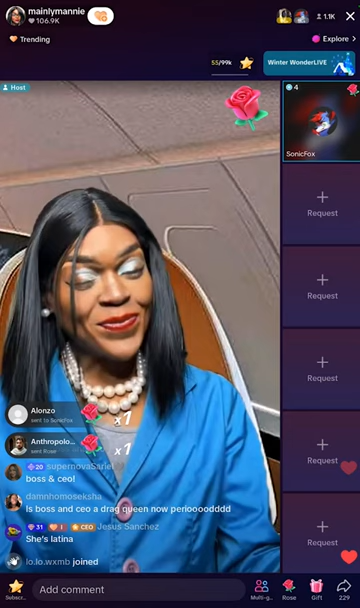 mainlymannie
106.9K
1.1K
Trending
Explore >
55/99k
Winter WonderLIVE
Host
4
SonicFox
+
Request
+
Request
+
Request
+
Request
+
Request
Alonzo
sent to SonicFox
x1
Anthropolo...
sent Rose
x1
20 supernovaSariel
boss & ceo!
damnhomoseksha
Is boss and ceo a drag queen now perioooodddd
31 I CEO Jesus Sanchez
She's latina
lo.lo.wxmb joined
Subscr...
Add comment
Multi-g...
Rose
Gift
229